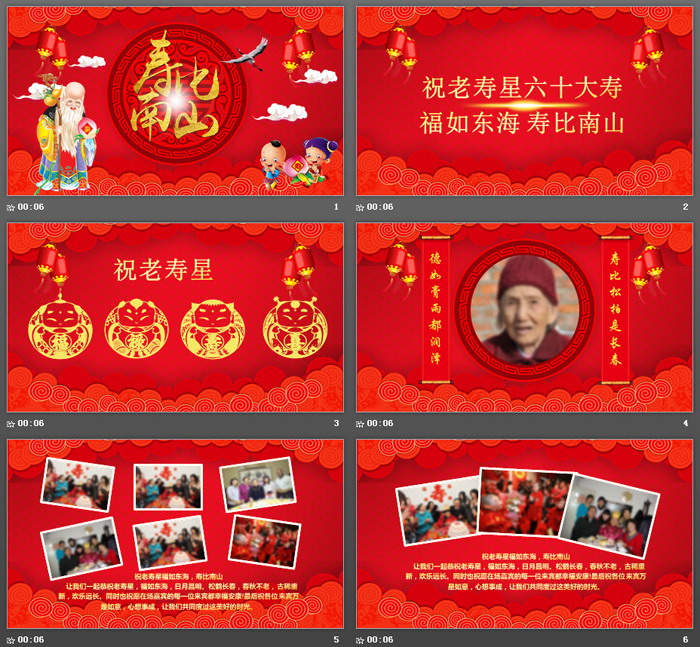 寿比
南山
00:06
1
祝老寿星六十大寿
福如东海 寿比南山
00:06
2
祝老寿星
福 禄 寿 喜
00:06
3
德如膏雨都润泽
寿比松柏是长春
00:06
4
祝老寿星福如东海，寿比南山
让我们一起恭祝老寿星，福如东海，日月昌明。松鹤长春，春秋不老，古稀重
新，欢乐远长。同时也祝愿在场嘉宾的每一位来宾都幸福安康!最后祝各位来宾万
事如意，心想事成，让我们共同度过这美好的时光。
00:06
5
祝老寿星福如东海，寿比南山
让我们一起恭祝老寿星，福如东海，日月昌明。松鹤长春，春秋不老，古稀重
新，欢乐远长。同时也祝愿在场嘉宾的每一位来宾都幸福安康!最后祝各位来宾万
事如意，心想事成，让我们共同度过这美好的时光。
00:06
6